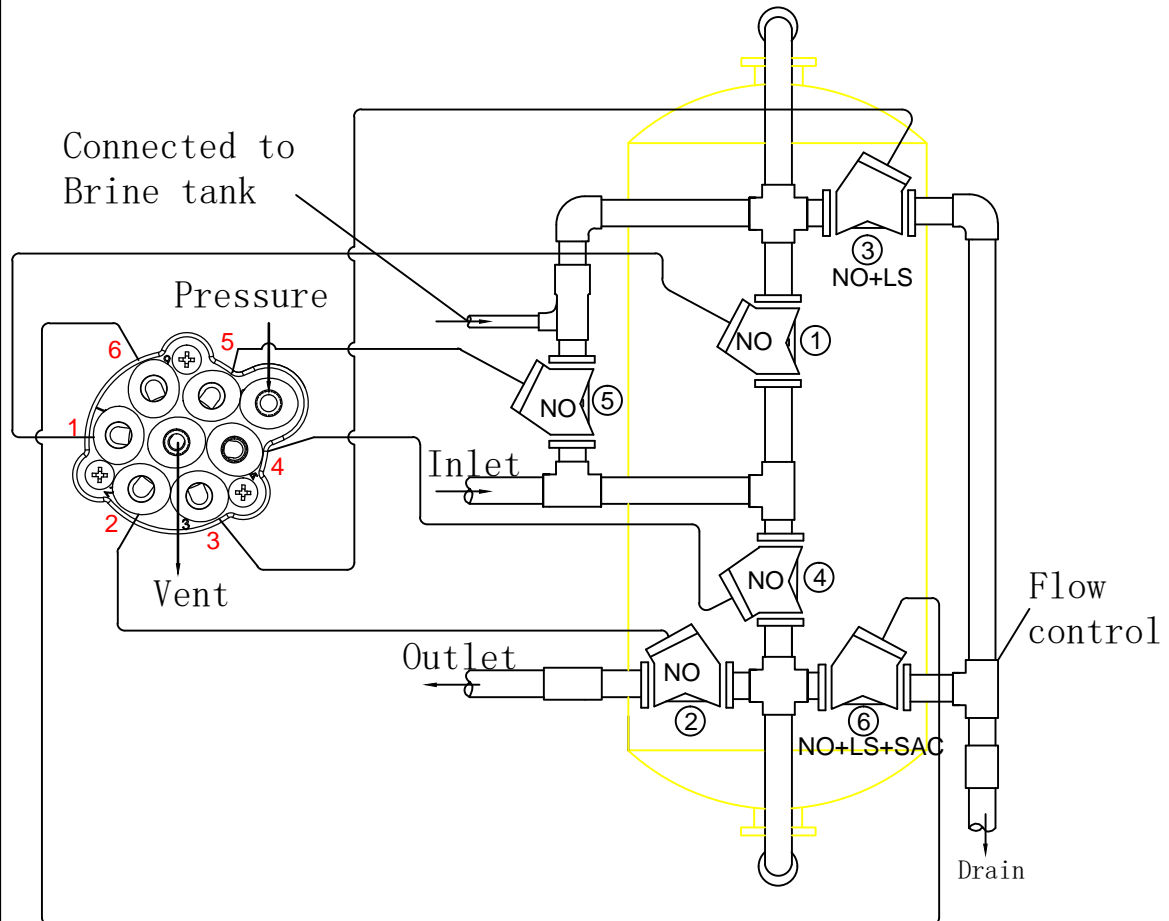 Connected to
Brine tank
③
NO+LS
Pressure
NO ①
6
5
NO ⑤
1
4
Inlet
2
3
3
Vent
NO ④
Flow
control
Outlet
NO
②
⑥
NO+LS+SAC
Drain